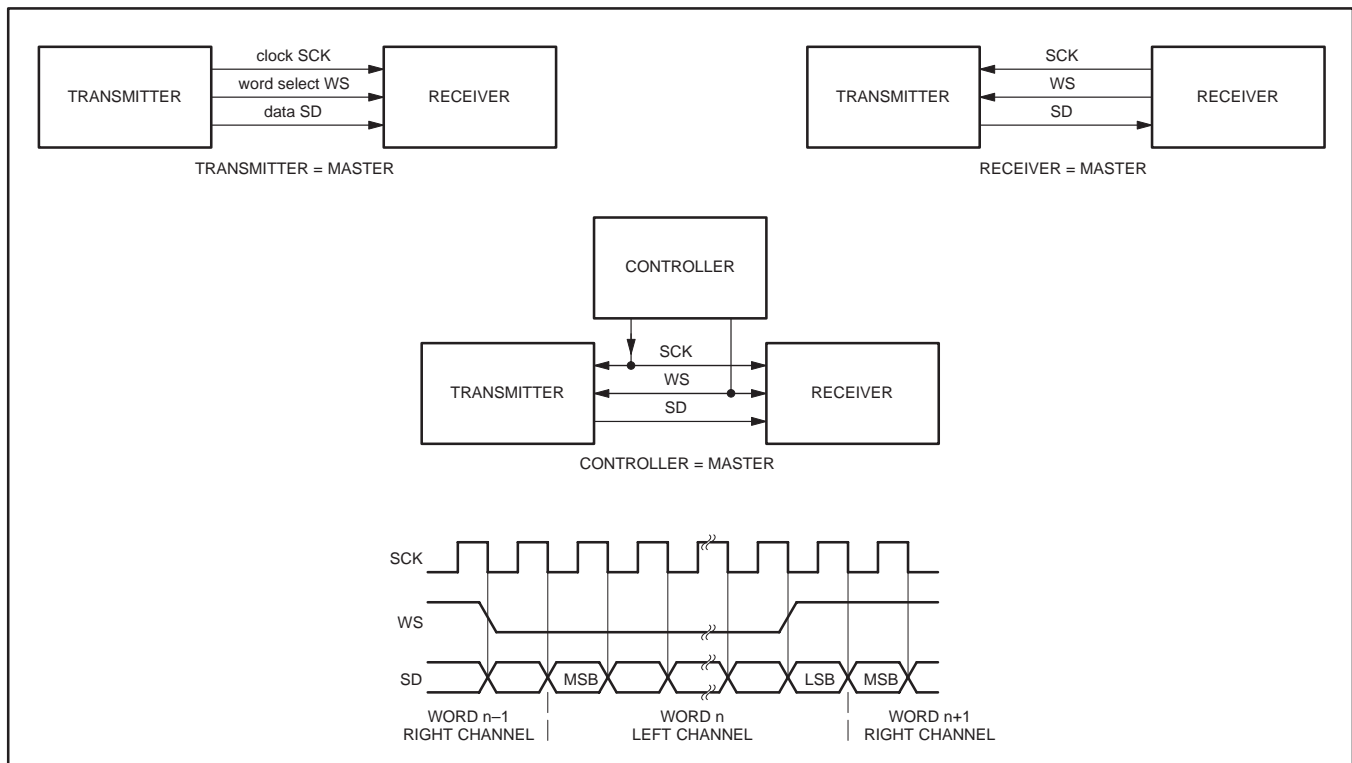 clock SCK
TRANSMITTER
word select WS
RECEIVER
data SD
TRANSMITTER = MASTER
SCK
TRANSMITTER
WS
RECEIVER
SD
RECEIVER = MASTER
CONTROLLER
SCK
TRANSMITTER
WS
RECEIVER
SD
CONTROLLER = MASTER
SCK
WS
SD
MSB
LSB
MSB
WORD n–1
RIGHT CHANNEL
WORD n
LEFT CHANNEL
WORD n+1
RIGHT CHANNEL